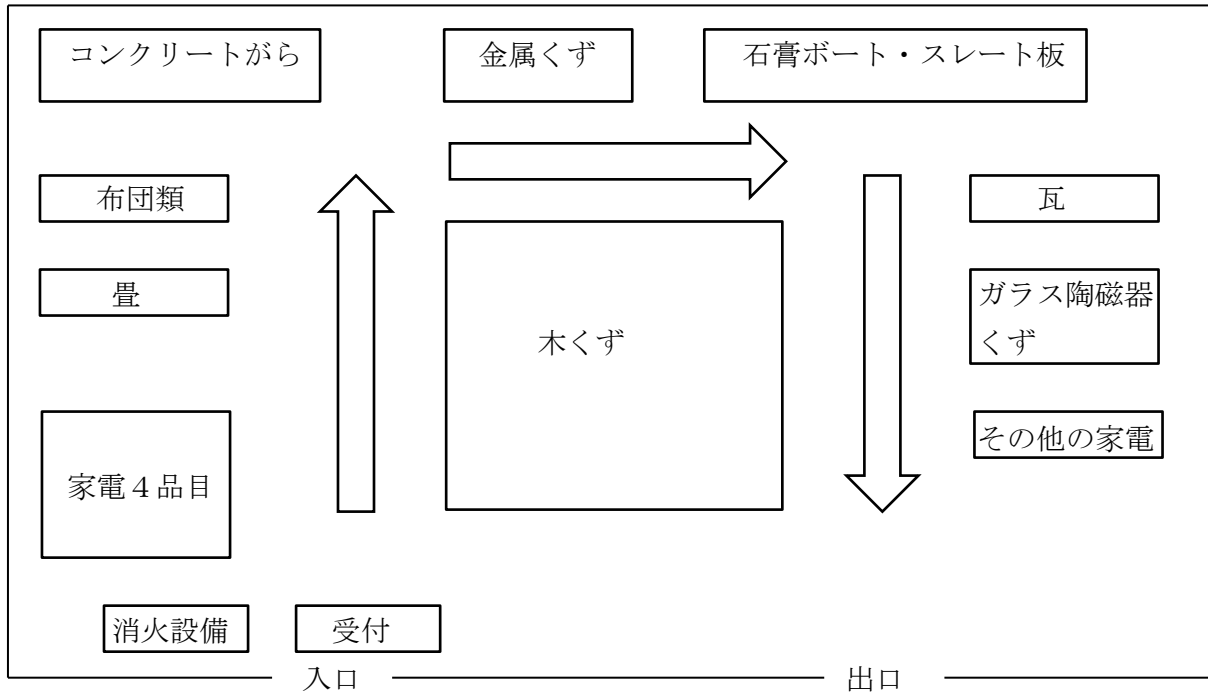 コンクリートがら
金属くず
石膏ボート・スレート板
布団類
瓦
畳
ガラス陶磁器
くず
木くず
その他の家電
家電４品目
消火設備
受付
入口
出口